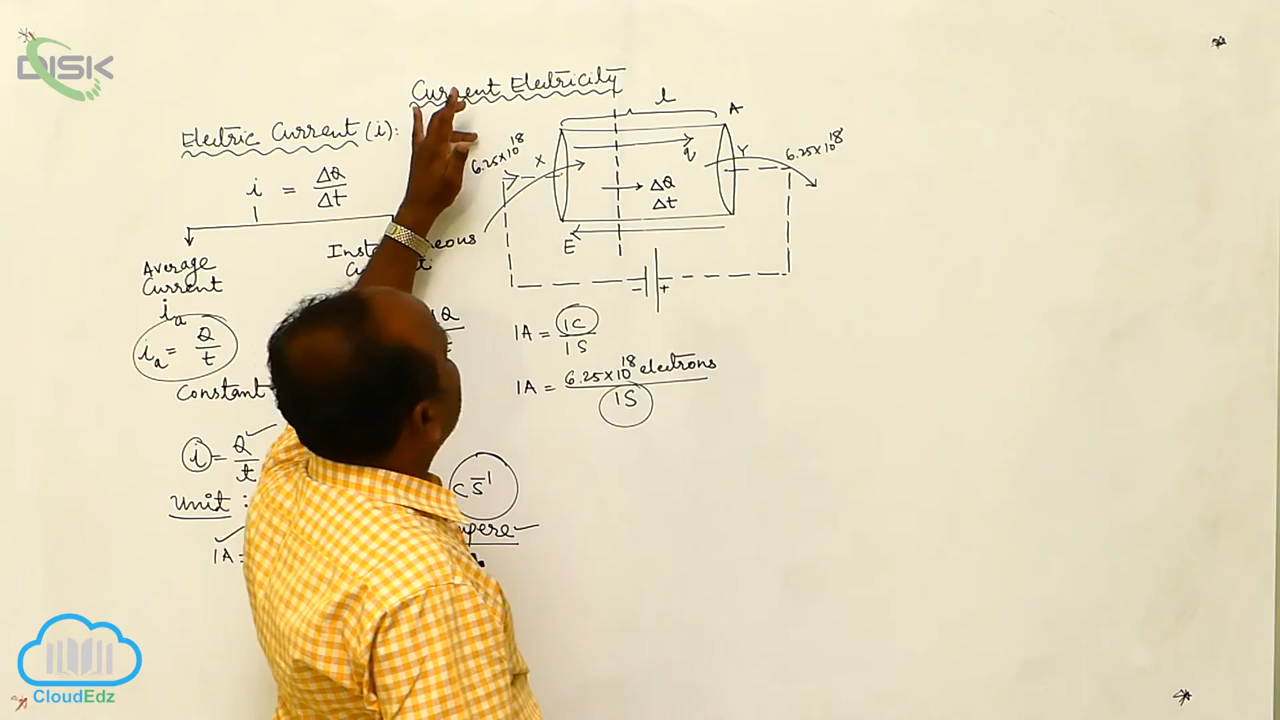 DISK
Current Electricity
Electric Current (i):
i = ΔQ/Δt
Average
Current
i_a
i_a = Q/t
Constant
i = Q/t
Unit :
1A =
C S⁻¹
l
A
6.25×10¹⁸
X
q
Y
6.25×10¹⁸
ΔQ
Δt
E
- +
1A = 1C/1S
1A = 6.25×10¹⁸ electrons/1S
CloudEdz